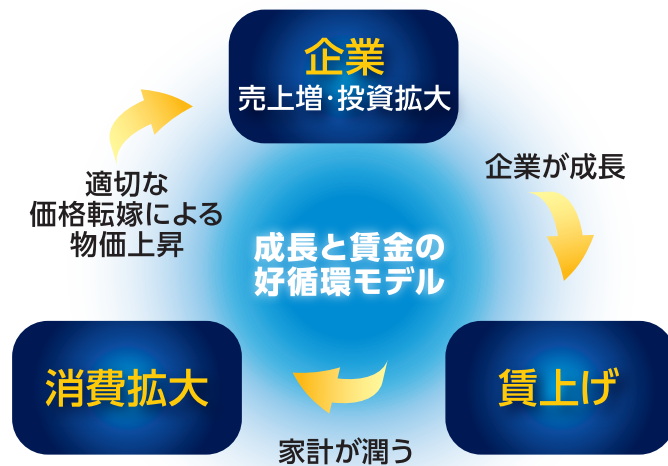 企業
売上増・投資拡大
企業が成長
適切な
価格転嫁による
物価上昇
成長と賃金の
好循環モデル
消費拡大
賃上げ
家計が潤う